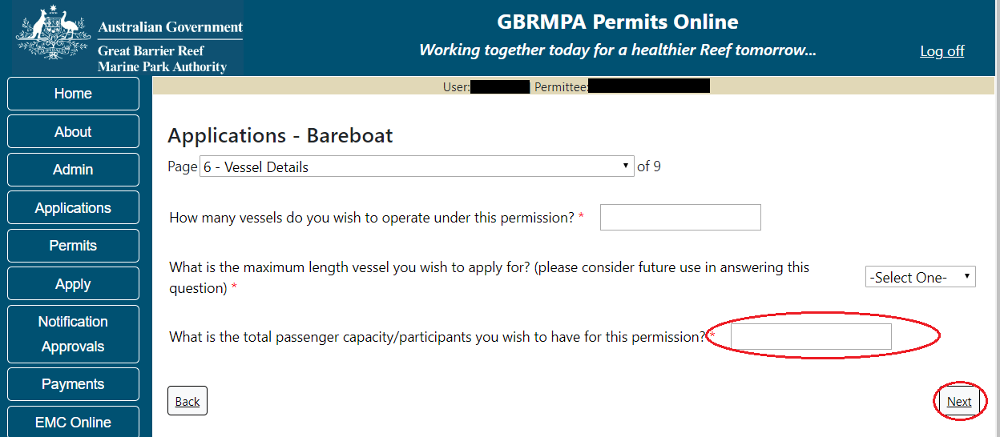 Australian Government
Great Barrier Reef
Marine Park Authority
GBRMPA Permits Online
Working together today for a healthier Reef tomorrow...
Log off
User: Permittee:
Home
About
Admin
Applications
Permits
Apply
Notification
Approvals
Payments
EMC Online
Applications - Bareboat
Page 6 - Vessel Details of 9
How many vessels do you wish to operate under this permission? *
What is the maximum length vessel you wish to apply for? (please consider future use in answering this
question) *
-Select One-
What is the total passenger capacity/participants you wish to have for this permission? *
Back
Next